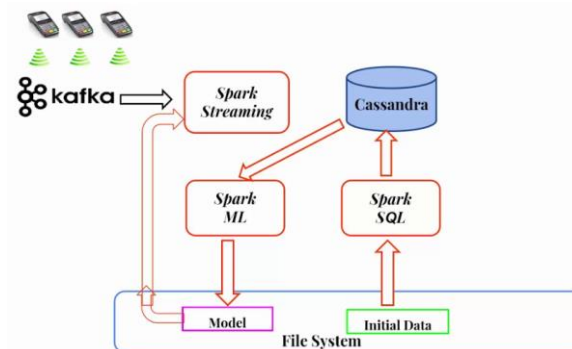 kafka
Spark
Streaming
Cassandra
Spark
ML
Spark
SQL
Model
Initial Data
File System